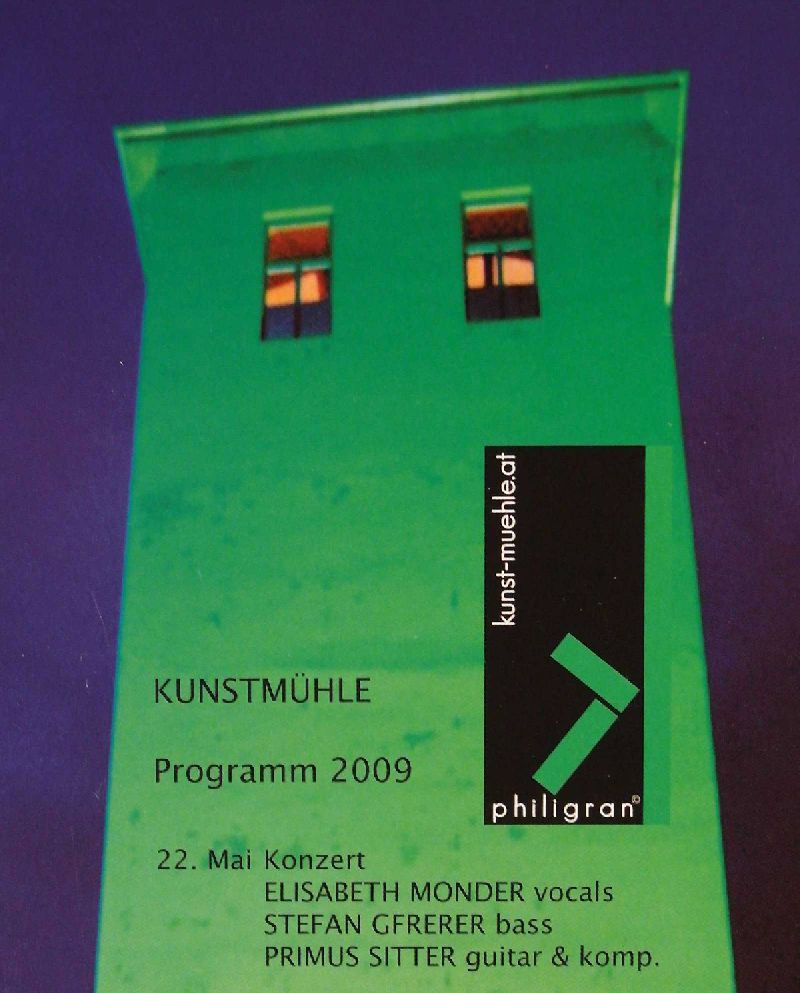 kunst-muehle.at
philigran©
KUNSTMÜHLE
Programm 2009
22. Mai Konzert
ELISABETH MONDER vocals
STEFAN GFRERER bass
PRIMUS SITTER guitar & komp.